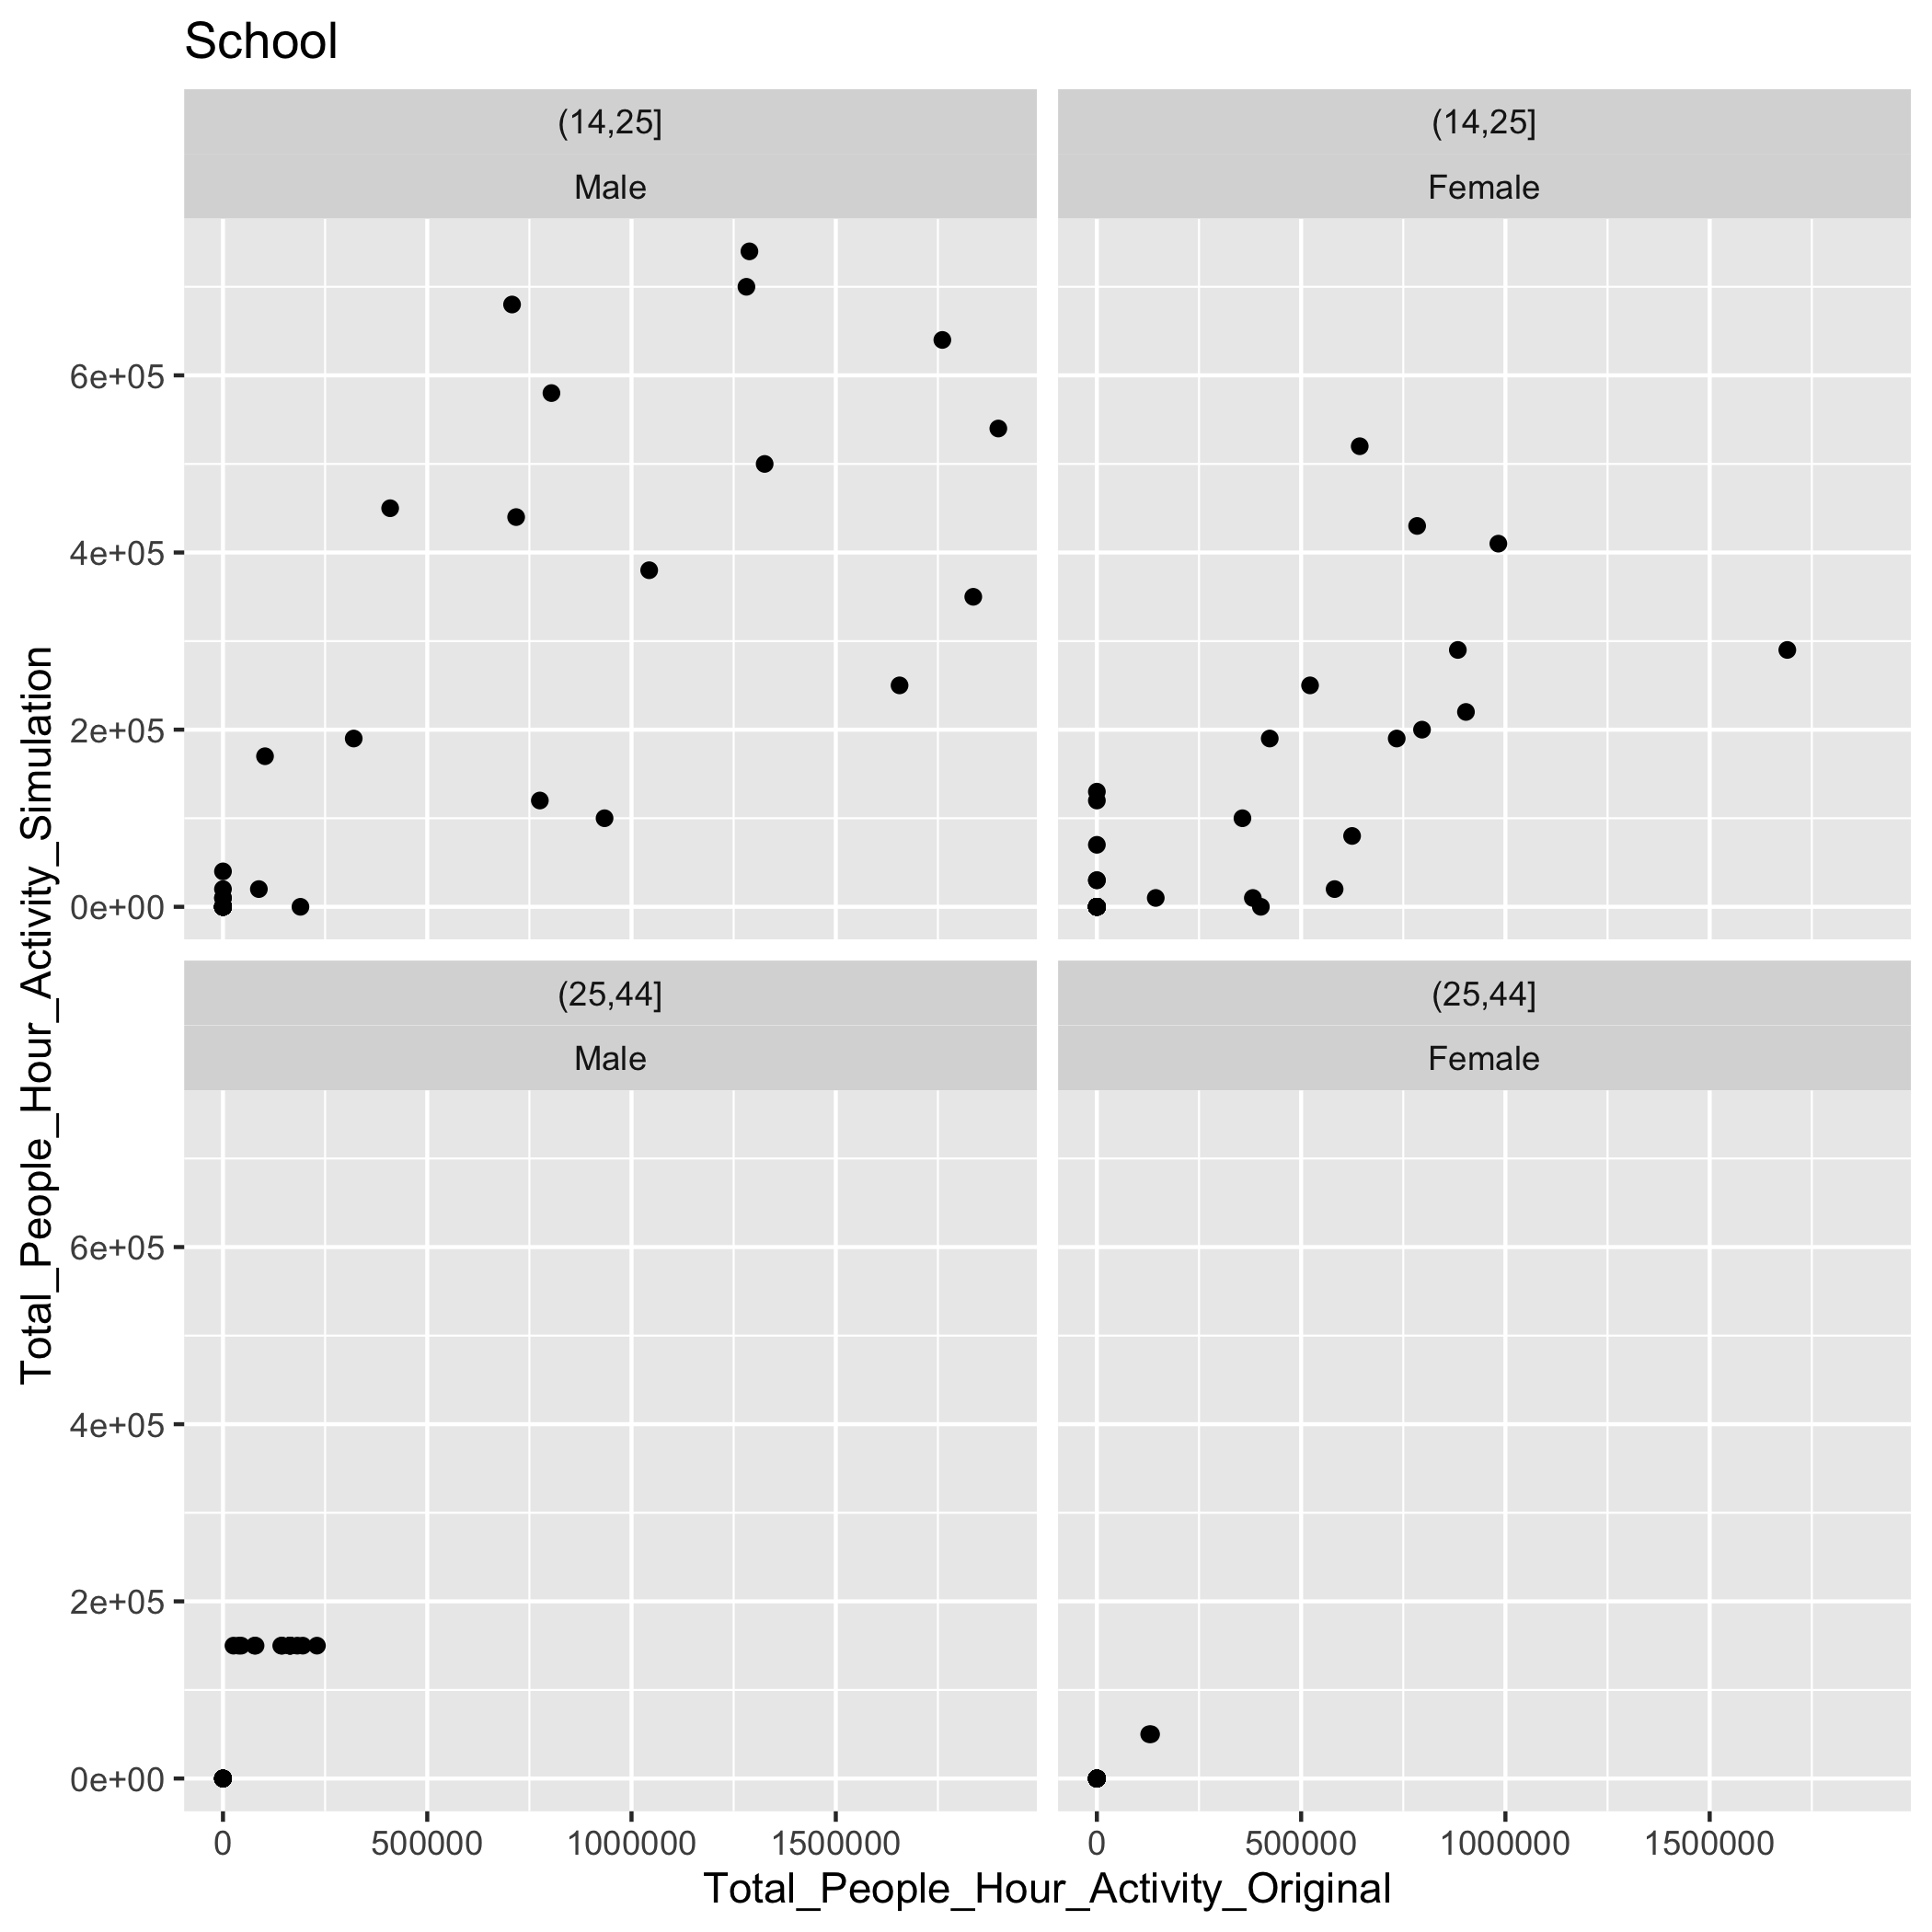 School
(14,25]
(14,25]
Male
Female
6e+05
4e+05
2e+05
0e+00
(25,44]
(25,44]
Male
Female
6e+05
4e+05
2e+05
0e+00
Total_People_Hour_Activity_Simulation
0
500000
1000000
1500000
0
500000
1000000
1500000
Total_People_Hour_Activity_Original